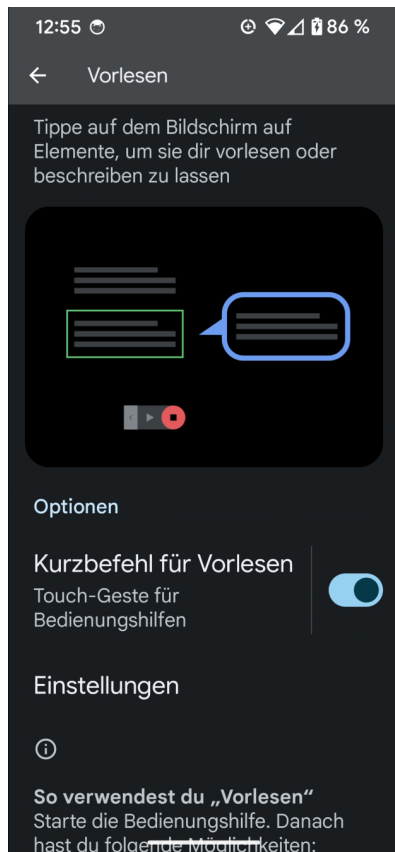 12:55 86 %
Vorlesen
Tippe auf dem Bildschirm auf
Elemente, um sie dir vorlesen oder
beschreiben zu lassen
Optionen
Kurzbefehl für Vorlesen
Touch-Geste für
Bedienungshilfen
Einstellungen
So verwendest du „Vorlesen“
Starte die Bedienungshilfe. Danach
hast du folgende Möglichkeiten: